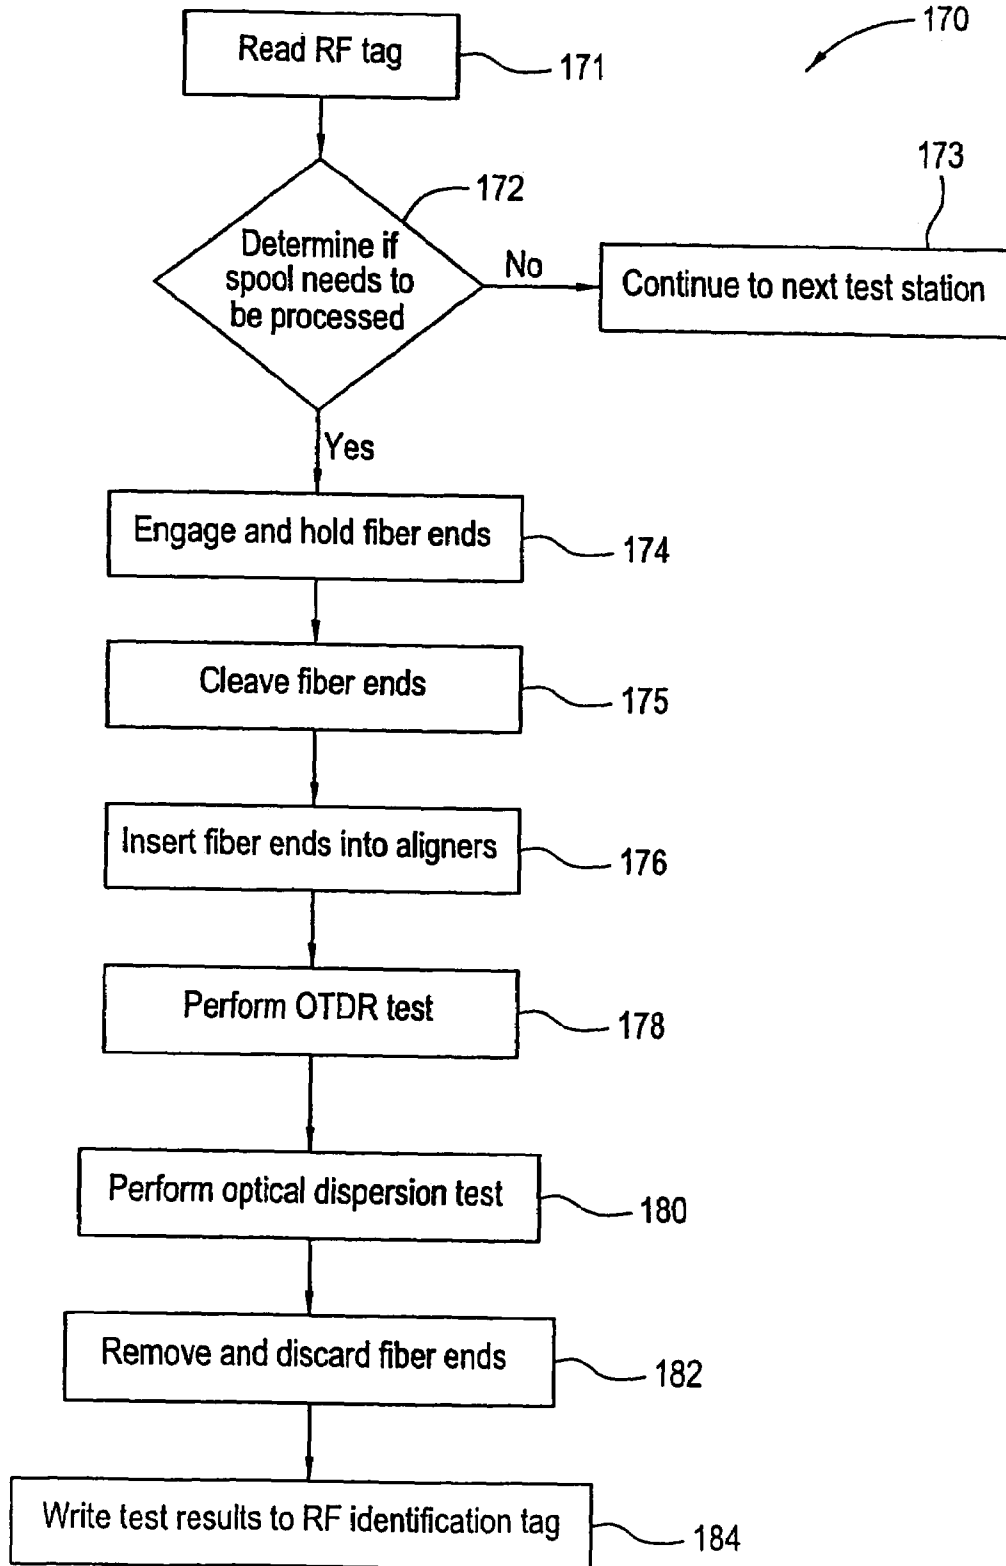 170
Read RF tag
171
172
173
Determine if
spool needs to
be processed
No
Continue to next test station
Yes
Engage and hold fiber ends
174
Cleave fiber ends
175
Insert fiber ends into aligners
176
Perform OTDR test
178
Perform optical dispersion test
180
Remove and discard fiber ends
182
Write test results to RF identification tag
184